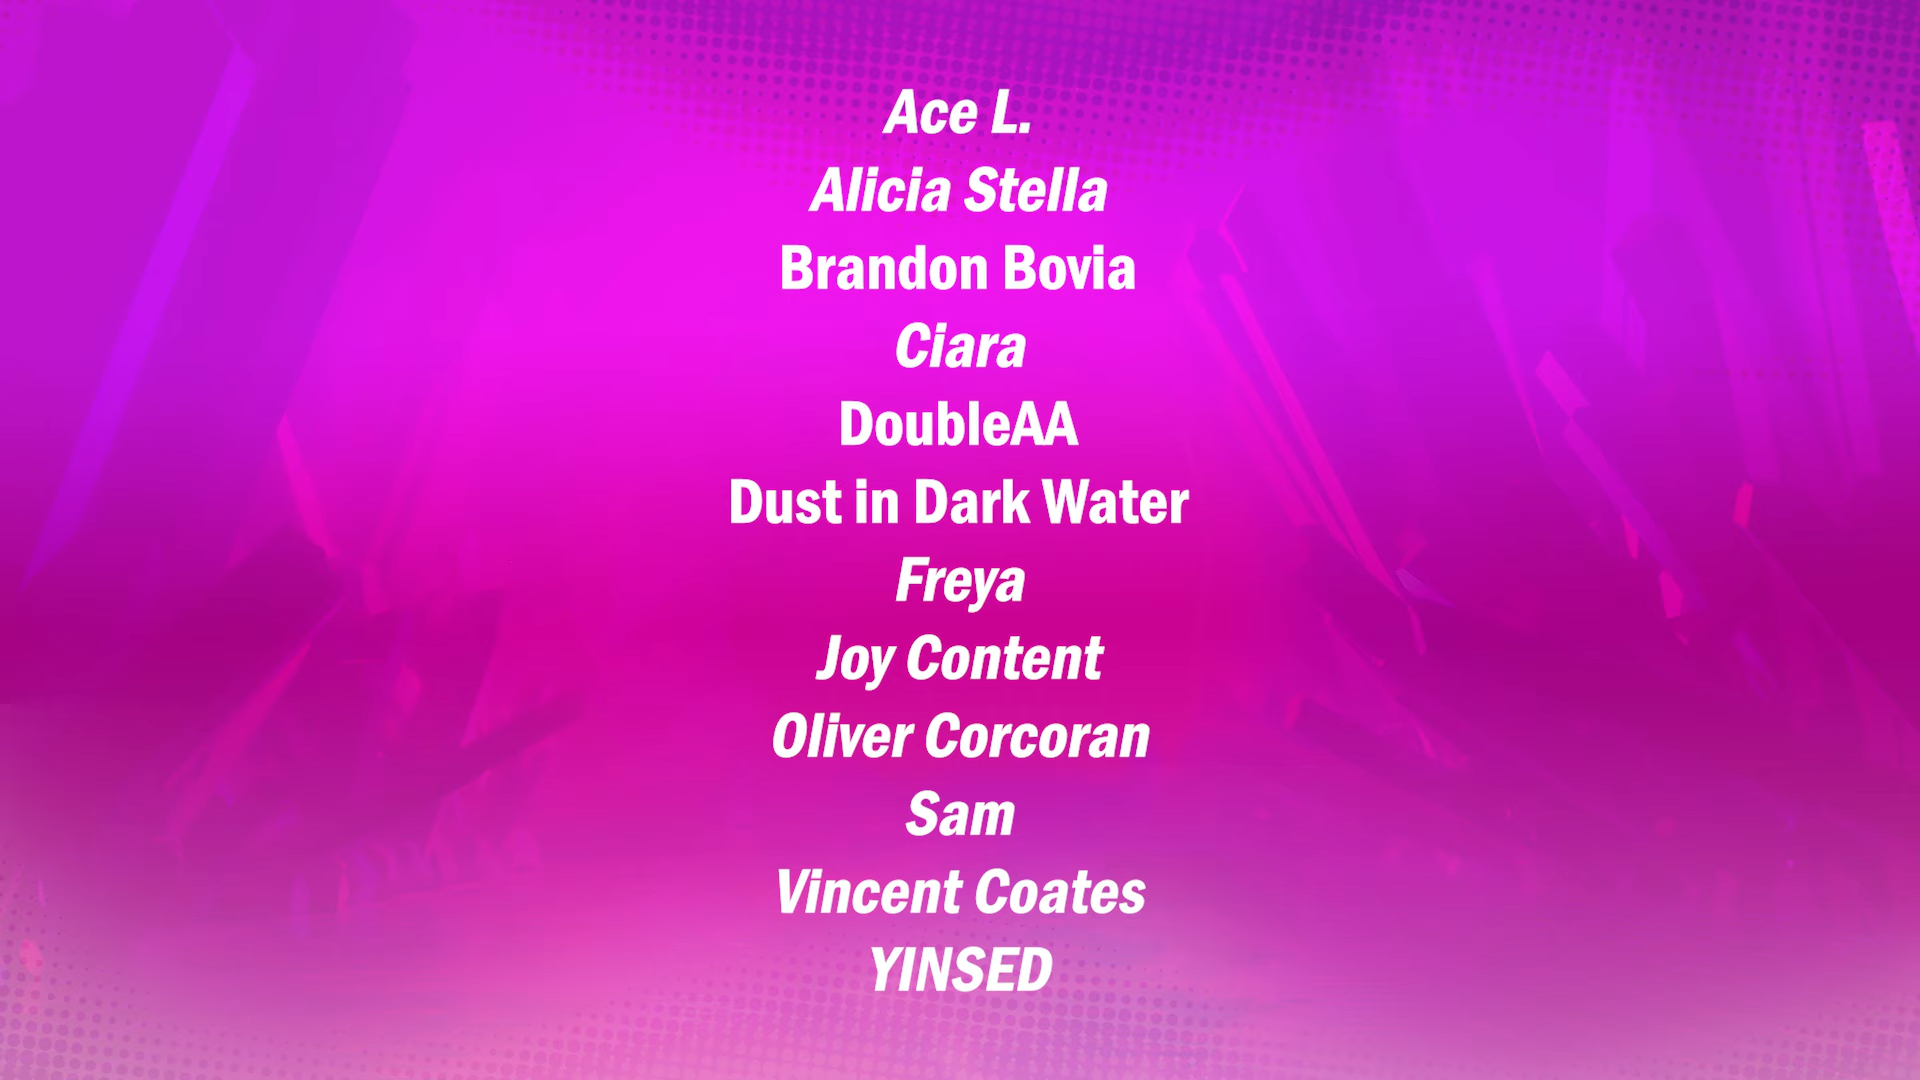 Ace L.
Alicia Stella
Brandon Bovia
Ciara
DoubleAA
Dust in Dark Water
Freya
Joy Content
Oliver Corcoran
Sam
Vincent Coates
YINSED